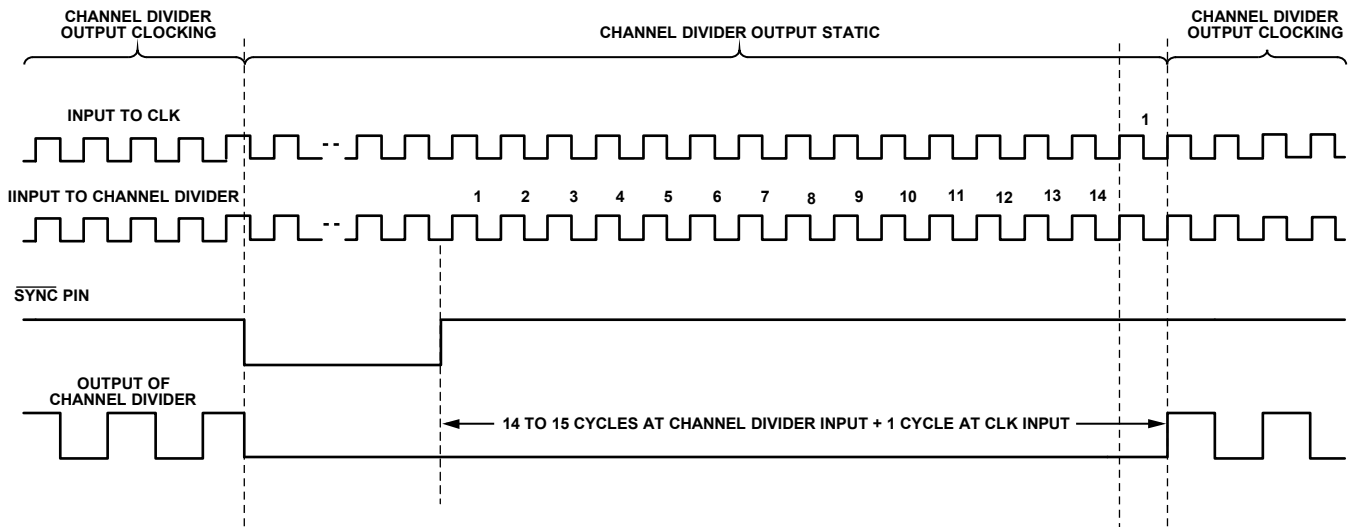 CHANNEL DIVIDER
OUTPUT CLOCKING
CHANNEL DIVIDER OUTPUT STATIC
CHANNEL DIVIDER
OUTPUT CLOCKING
INPUT TO CLK
1
IINPUT TO CHANNEL DIVIDER
1 2 3 4 5 6 7 8 9 10 11 12 13 14
SYNC PIN
OUTPUT OF
CHANNEL DIVIDER
14 TO 15 CYCLES AT CHANNEL DIVIDER INPUT + 1 CYCLE AT CLK INPUT